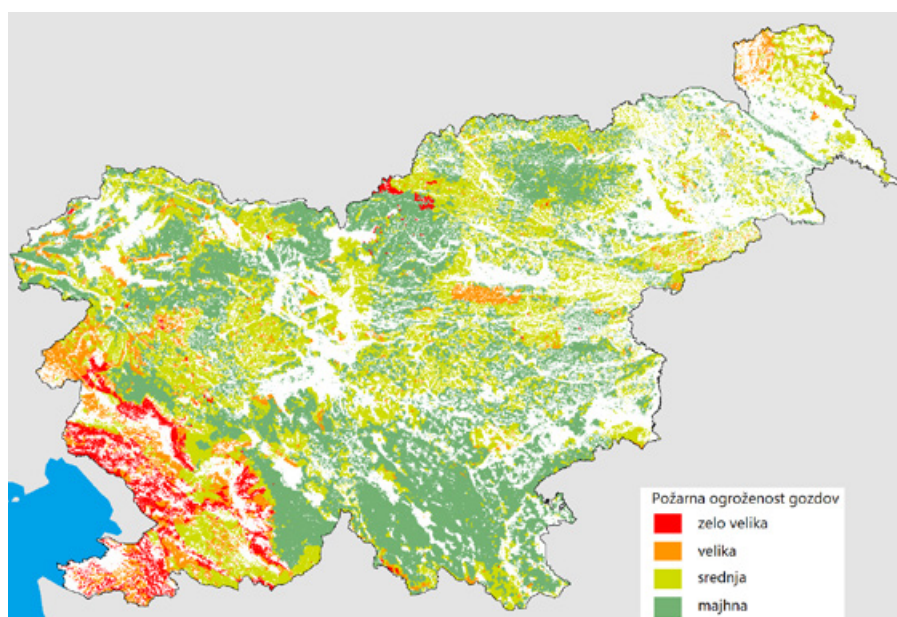 Požarna ogroženost gozdov
zelo velika
velika
srednja
majhna